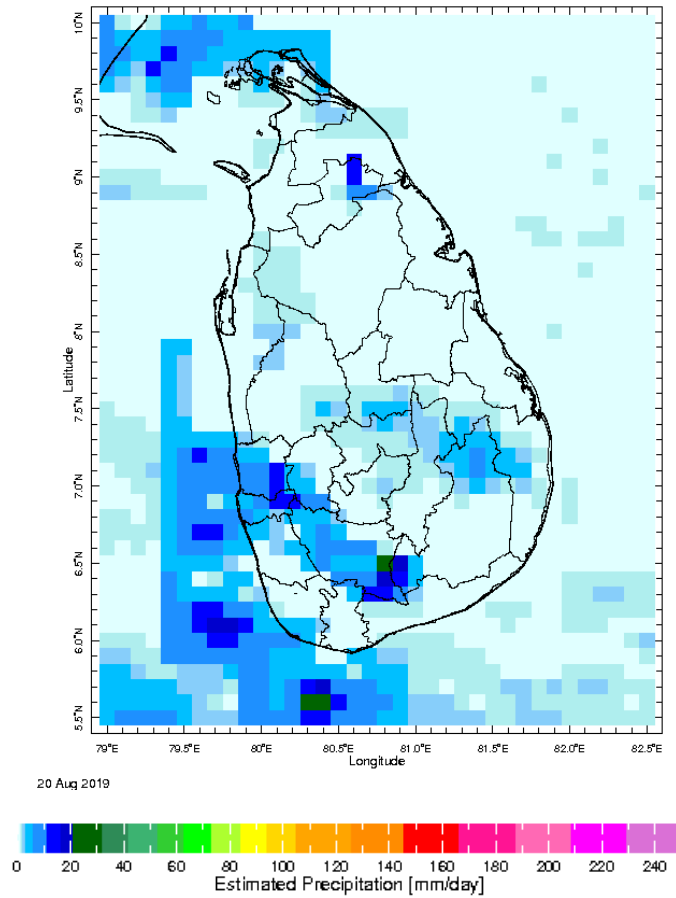 10°N
9.5°N
9°N
8.5°N
8°N
7.5°N
7.0°N
6.5°N
6.0°N
5.5°N
Latitude
79°E 79.5°E 80°E 80.5°E 81.0°E 81.5°E 82.0°E 82.5°E
Longitude
20 Aug 2019
0 20 40 60 80 100 120 140 160 180 200 220 240
Estimated Precipitation [mm/day]